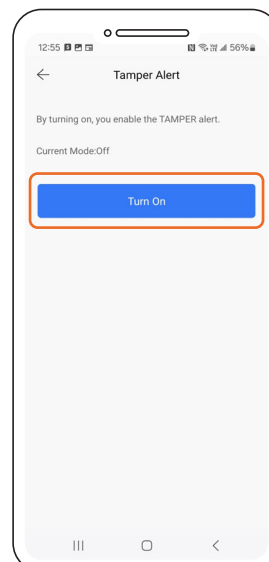 12:55
56%
Tamper Alert
By turning on, you enable the TAMPER alert.
Current Mode:Off
Turn On